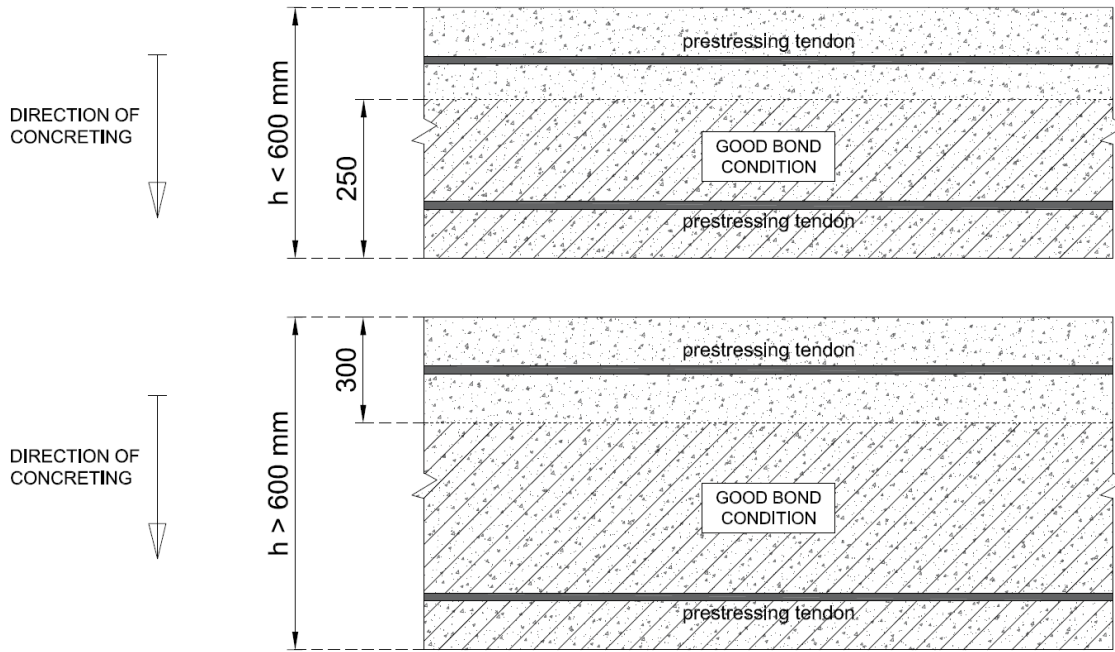 prestressing tendon
DIRECTION OF
CONCRETING
h < 600 mm
250
GOOD BOND
CONDITION
prestressing tendon
prestressing tendon
300
DIRECTION OF
CONCRETING
h > 600 mm
GOOD BOND
CONDITION
prestressing tendon